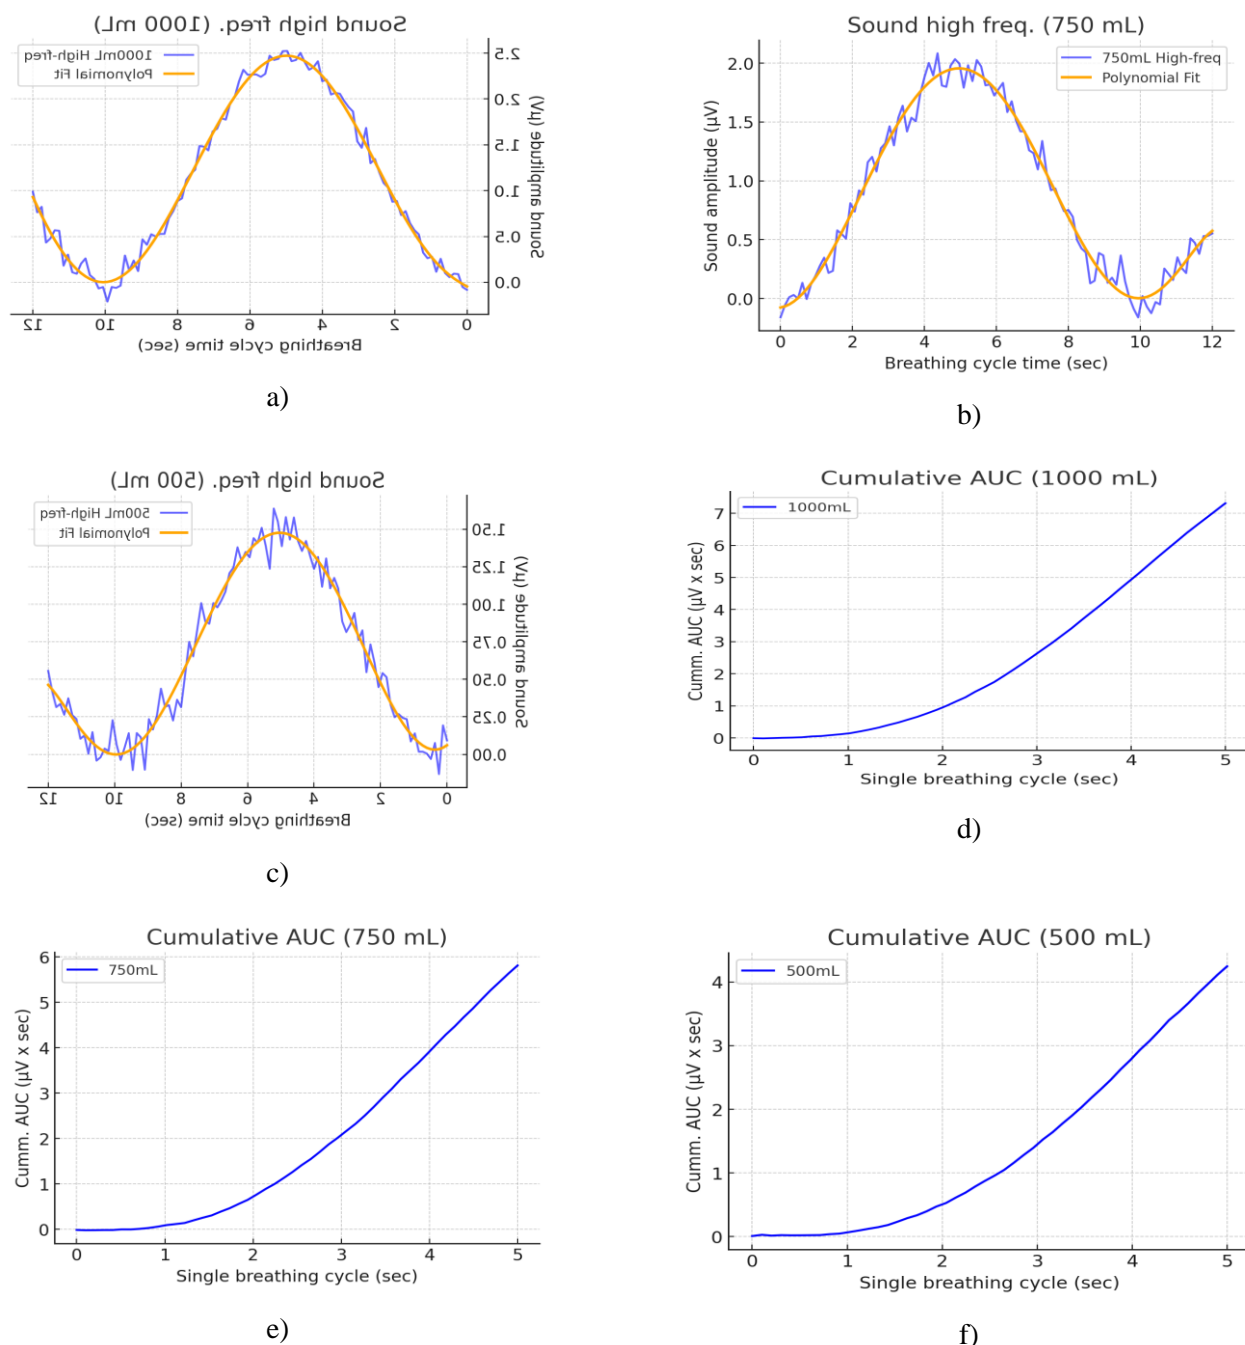 Sound high freq. (1000 mL)
1000mL High-freq
Polynomial Fit
Sound amplitude (μV)
2.5
2.0
1.5
1.0
0.5
0.0
12 10 8 6 4 2 0
Breathing cycle time (sec)
a)
Sound high freq. (750 mL)
750mL High-freq
Polynomial Fit
Sound amplitude (μV)
2.0
1.5
1.0
0.5
0.0
0 2 4 6 8 10 12
Breathing cycle time (sec)
b)
Sound high freq. (500 mL)
500mL High-freq
Polynomial Fit
Sound amplitude (μV)
1.50
1.25
1.00
0.75
0.50
0.25
0.00
12 10 8 6 4 2 0
Breathing cycle time (sec)
c)
Cumulative AUC (1000 mL)
1000mL
Cumm. AUC (μV x sec)
7
6
5
4
3
2
1
0
0 1 2 3 4 5
Single breathing cycle (sec)
d)
Cumulative AUC (750 mL)
750mL
Cumm. AUC (μV x sec)
6
5
4
3
2
1
0
0 1 2 3 4 5
Single breathing cycle (sec)
e)
Cumulative AUC (500 mL)
500mL
Cumm. AUC (μV x sec)
4
3
2
1
0
0 1 2 3 4 5
Single breathing cycle (sec)
f)